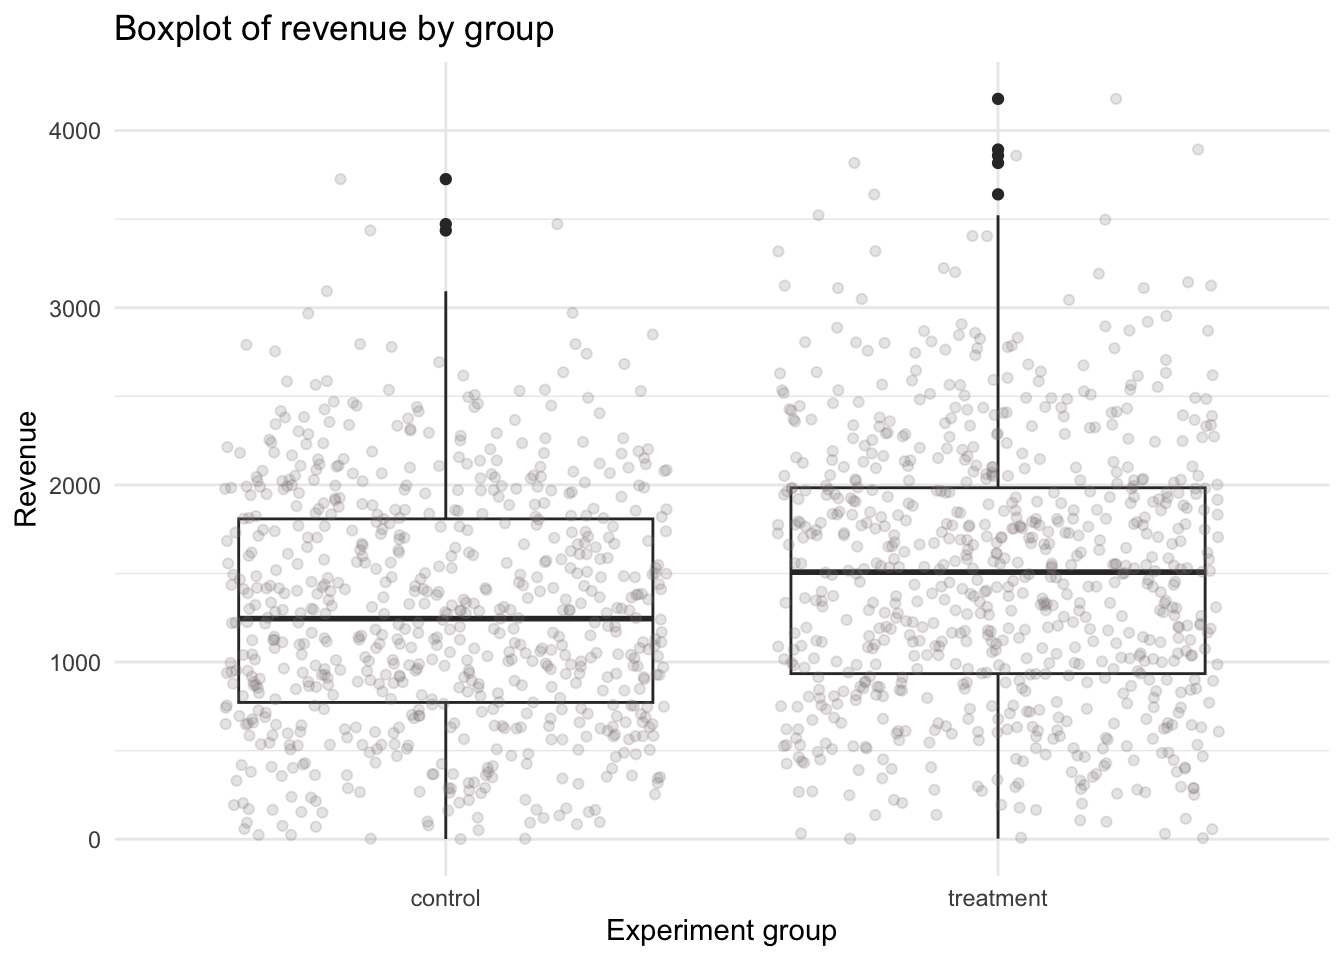 Boxplot of revenue by group
4000
3000
2000
1000
0
Revenue
control
treatment
Experiment group